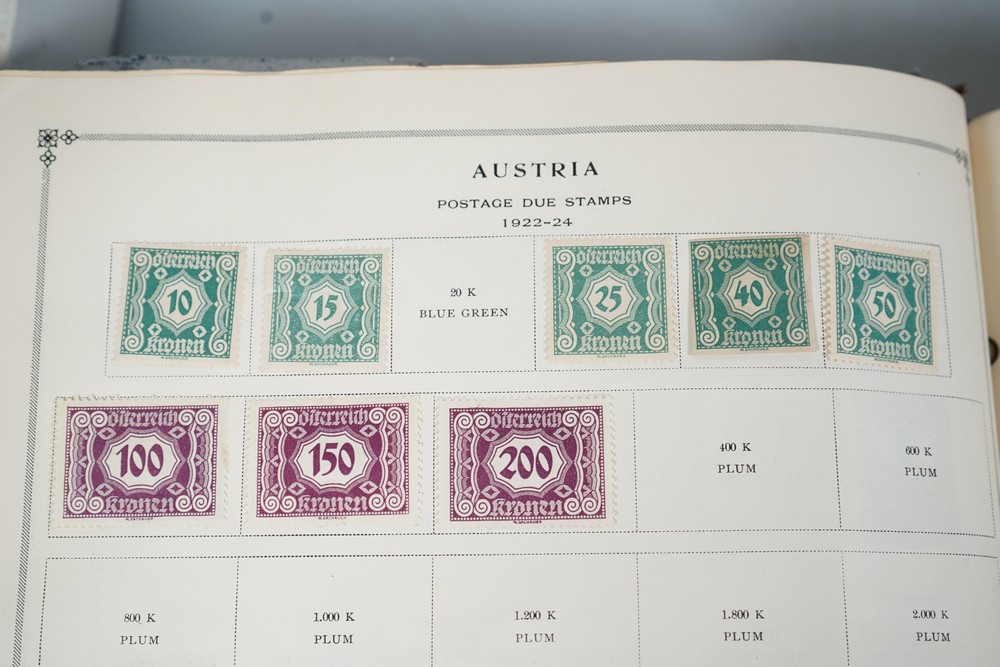 AUSTRIA
POSTAGE DUE STAMPS
1922-24
Österreich
10
Kronen
Österreich
15
Kronen
20 K
BLUE GREEN
Österreich
25
Kronen
Österreich
40
Kronen
Österreich
50
Kronen
Österreich
100
Kronen
Österreich
150
Kronen
Österreich
200
Kronen
400 K
PLUM
600 K
PLUM
800 K
PLUM
1.000 K
PLUM
1.200 K
PLUM
1.800 K
PLUM
2.000 K
PLUM